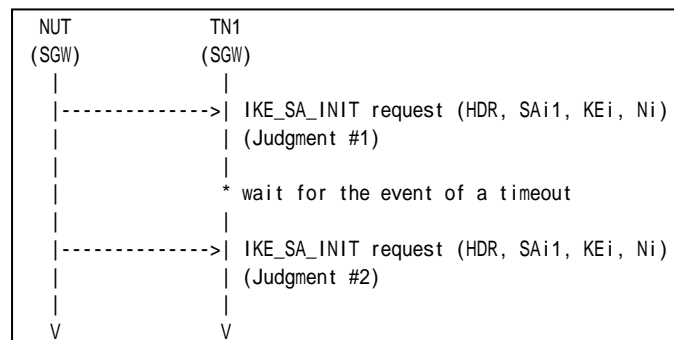 NUT TN1
(SGW) (SGW)
| |
|-------------->| IKE_SA_INIT request (HDR, SAi1, KEi, Ni)
| | (Judgment #1)
| |
| * wait for the event of a timeout
| |
|-------------->| IKE_SA_INIT request (HDR, SAi1, KEi, Ni)
| | (Judgment #2)
| |
V V